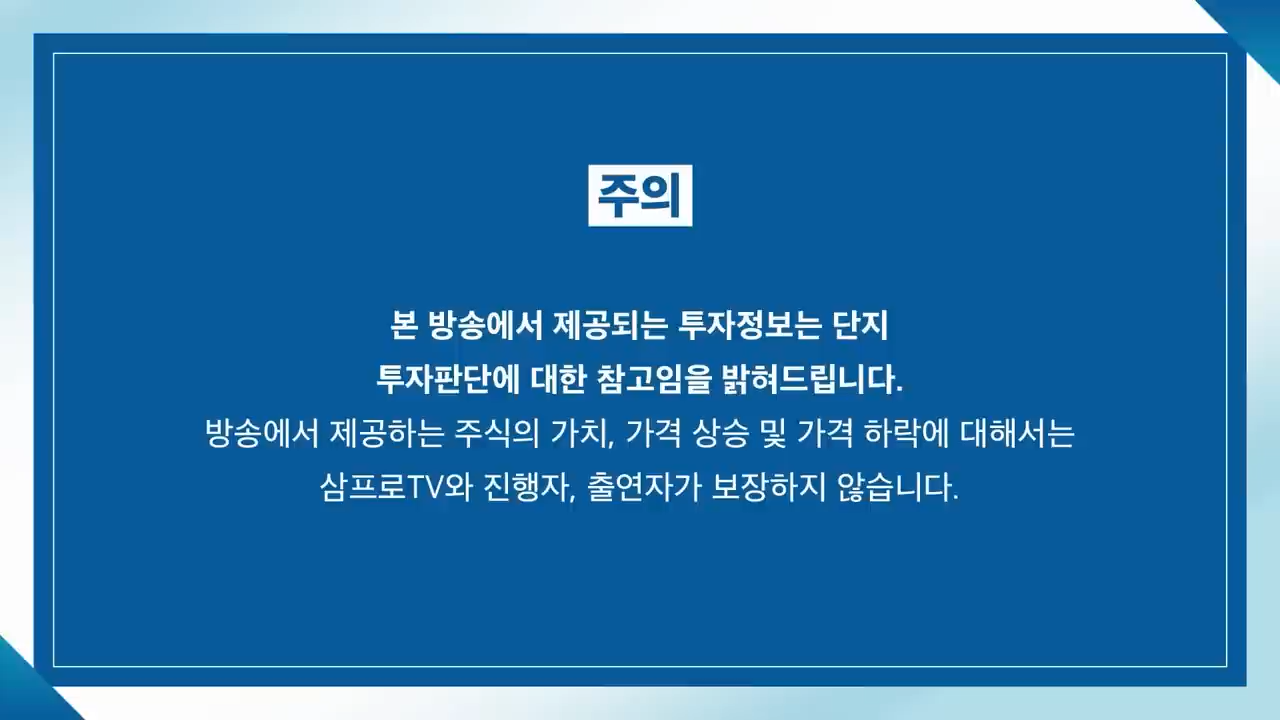 주의
본 방송에서 제공되는 투자정보는 단지
투자판단에 대한 참고임을 밝혀드립니다.
방송에서 제공하는 주식의 가치, 가격 상승 및 가격 하락에 대해서는
삼프로TV와 진행자, 출연자가 보장하지 않습니다.